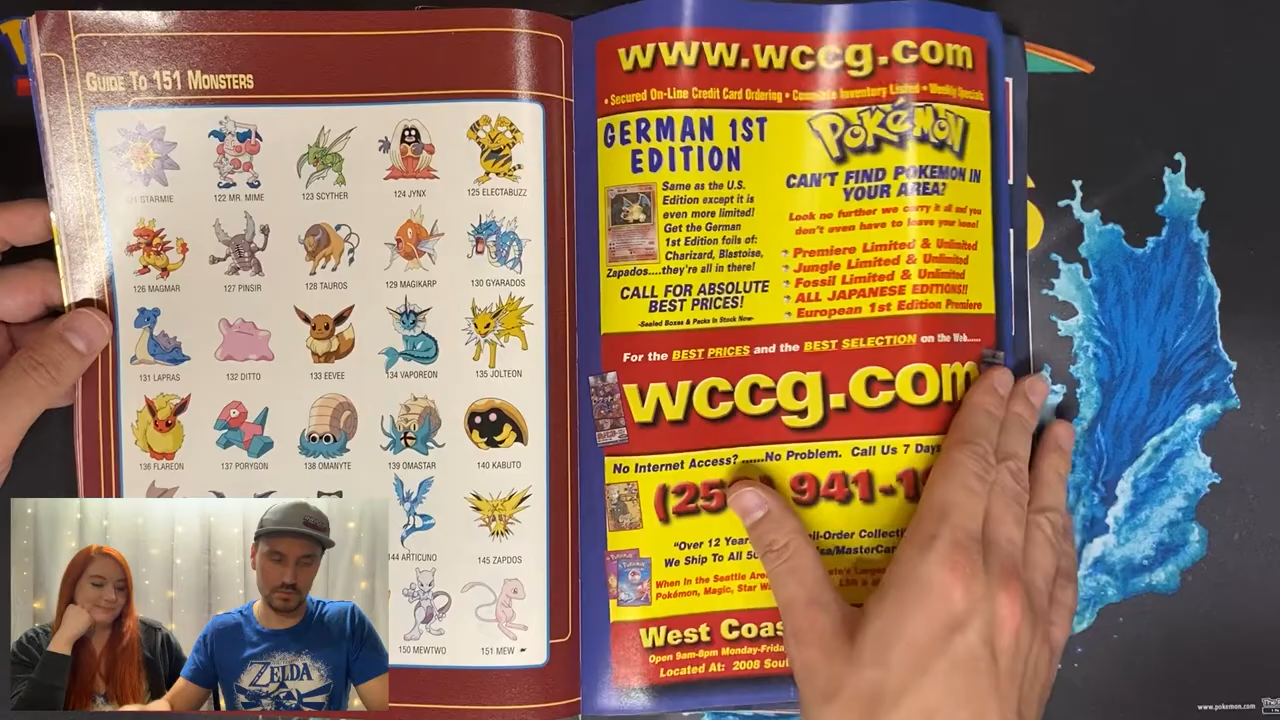 GUIDE TO 151 MONSTERS
STARMIE
122 MR. MIME
123 SCYTHER
124 JYNX
125 ELECTABUZZ
126 MAGMAR
127 PINSIR
128 TAUROS
129 MAGIKARP
130 GYARADOS
131 LAPRAS
132 DITTO
133 EEVEE
134 VAPOREON
135 JOLTEON
136 FLAREON
137 PORYGON
138 OMANYTE
139 OMASTAR
140 KABUTO
144 ARTICUNO
145 ZAPDOS
150 MEWTWO
151 MEW
www.wccg.com
• Secured On-Line Credit Card Ordering • Complete Inventory Listed • Weekly Specials
GERMAN 1ST
EDITION
Same as the U.S.
Edition except it is
even more limited!
Get the German
1st Edition foils of:
Charizard, Blastoise,
Zapados....they're all in there!
CALL FOR ABSOLUTE
BEST PRICES!
-Sealed Boxes & Packs In Stock Now-
POKéMON
CAN'T FIND POKEMON IN
YOUR AREA?
Look no further we carry it all and you
don't even have to leave your home!
Premiere Limited & Unlimited
Jungle Limited & Unlimited
Fossil Limited & Unlimited
ALL JAPANESE EDITIONS!!
European 1st Edition Premiere
For the BEST PRICES and the BEST SELECTION on the Web.....
wccg.com
No Internet Access? ......No Problem. Call Us 7 Days
(25 941-1
"Over 12 Year
We Ship To All 50
When In the Seattle Are
Pokémon, Magic, Star W
West Coas
Open 9am-8pm Monday-Frida
Located At: 2008 Sout
ZELDA
www.pokemon.com